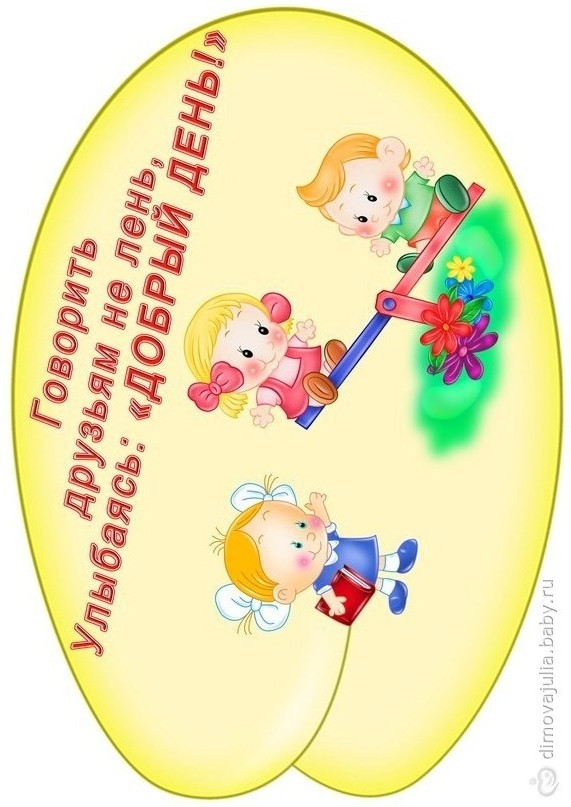 Говорить
друзьям не лень,
Улыбаясь: «ДОБРЫЙ ДЕНЬ!»
dimovajulia.baby.ru